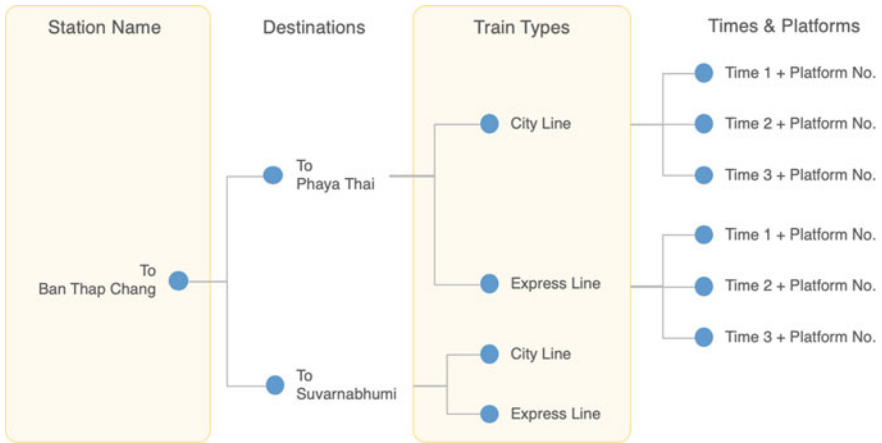 Station Name
Destinations
Train Types
Times & Platforms
To
Ban Thap Chang
To
Phaya Thai
City Line
Time 1 + Platform No.
Time 2 + Platform No.
Time 3 + Platform No.
Express Line
Time 1 + Platform No.
Time 2 + Platform No.
Time 3 + Platform No.
To
Suvarnabhumi
City Line
Express Line